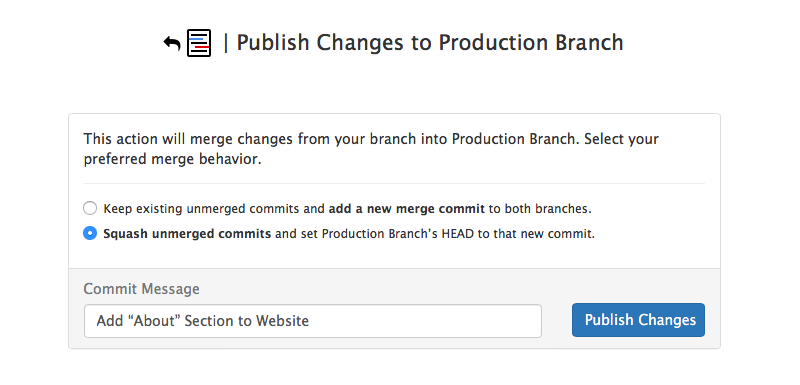 | Publish Changes to Production Branch
This action will merge changes from your branch into Production Branch. Select your
preferred merge behavior.
Keep existing unmerged commits and add a new merge commit to both branches.
Squash unmerged commits and set Production Branch’s HEAD to that new commit.
Commit Message
Add “About” Section to Website
Publish Changes